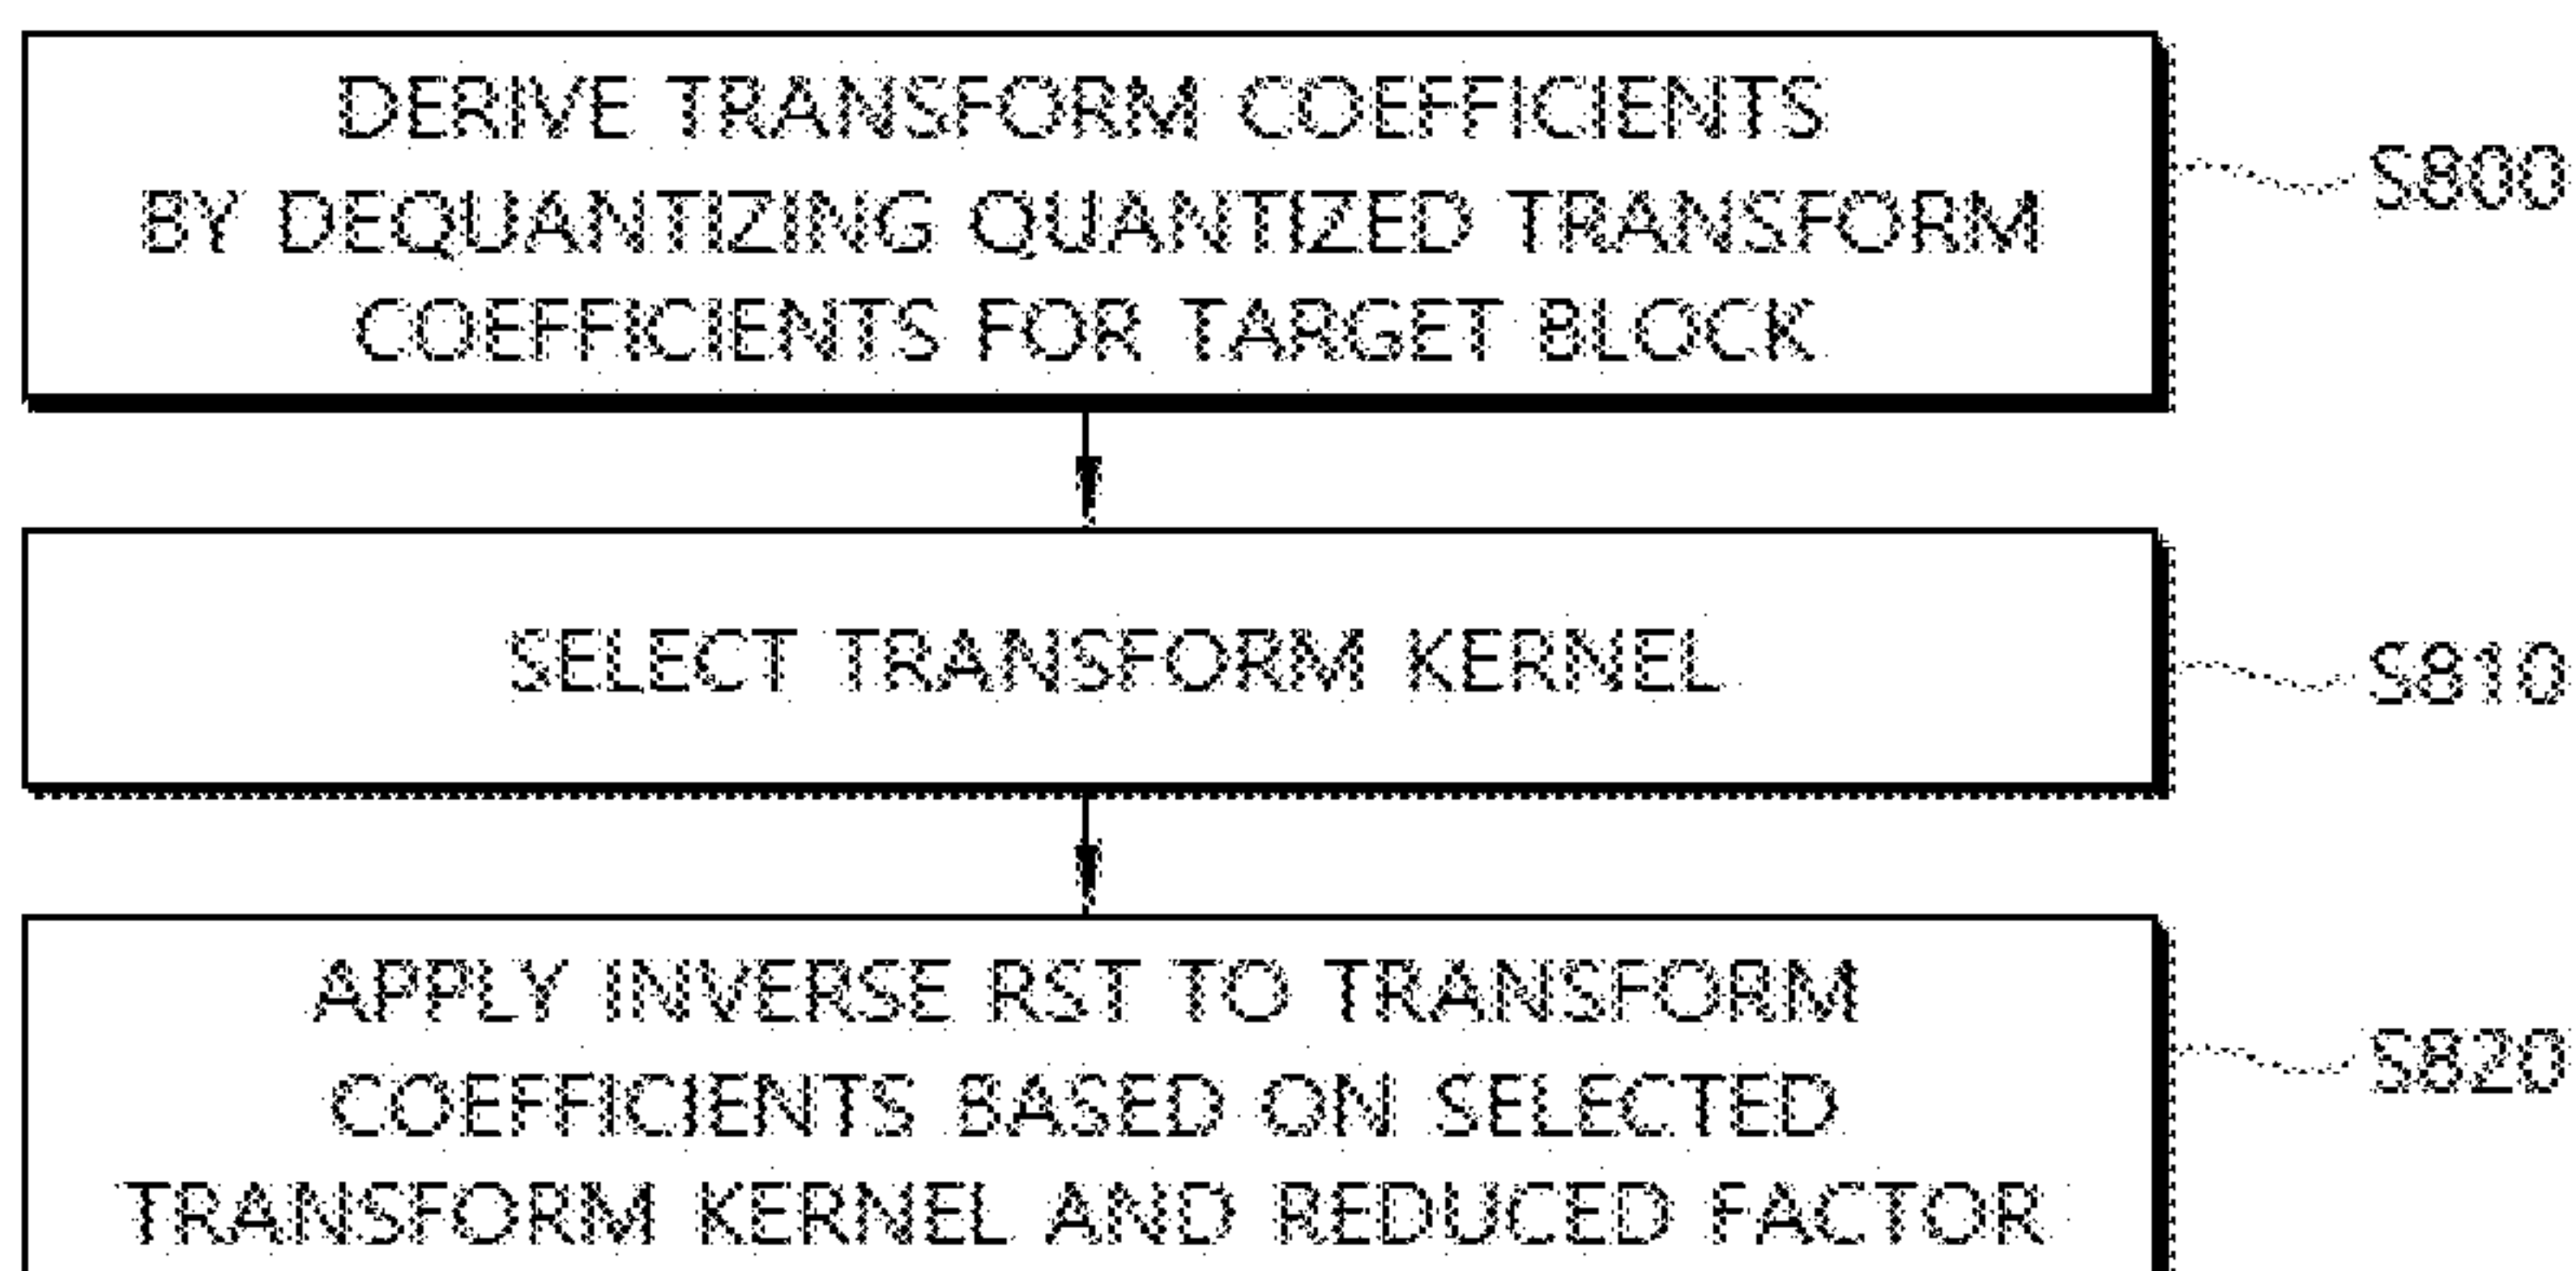 DERIVE TRANSFORM COEFFICIENTS
BY DEQUANTIZING QUANTIZED TRANSFORM
COEFFICIENTS FOR TARGET BLOCK
S800
SELECT TRANSFORM KERNEL
S810
APPLY INVERSE RST TO TRANSFORM
COEFFICIENTS BASED ON SELECTED
TRANSFORM KERNEL AND REDUCED FACTOR
S820